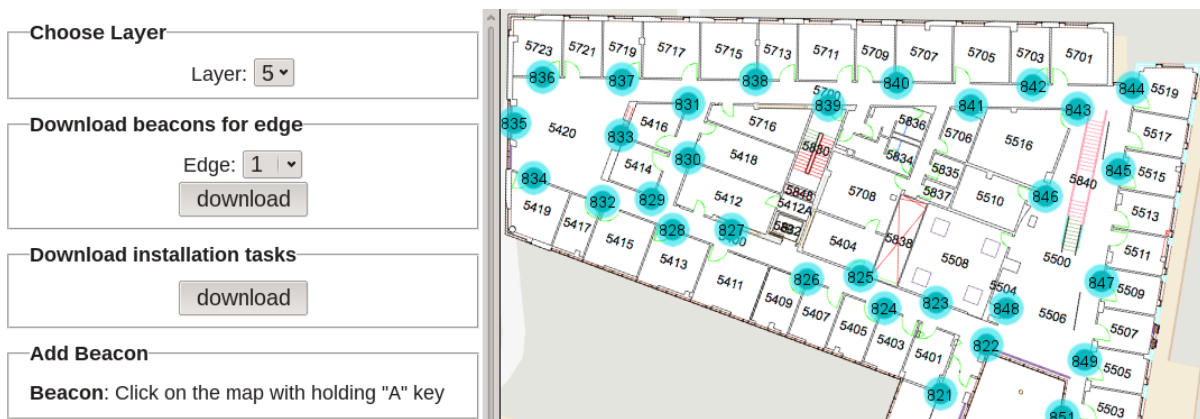 Choose Layer
Layer: 5
Download beacons for edge
Edge: 1
download
Download installation tasks
download
Add Beacon
Beacon: Click on the map with holding "A" key
5723 5721 5719 5717 5715 5713 5711 5709 5707 5705 5703 5701
836 837 838 840 842 844 5519
5700
831 839 841 843
835 5420 833 5416 5716 5836 5706 5516 5517
830 5418 5830 5834 5835 845 5515
834 5414 5848 5708 5837 5840
832 829 5412 5412A 5510 846
5419 5417 5415 828 827 5832 5404 5838 5513
5400 5508 5500 5511
5413 5411 826 825 5504 847 5509
5409 5407 824 823 848 5506 5507
5405 5403 5401 822 849 5505
821 851 5503